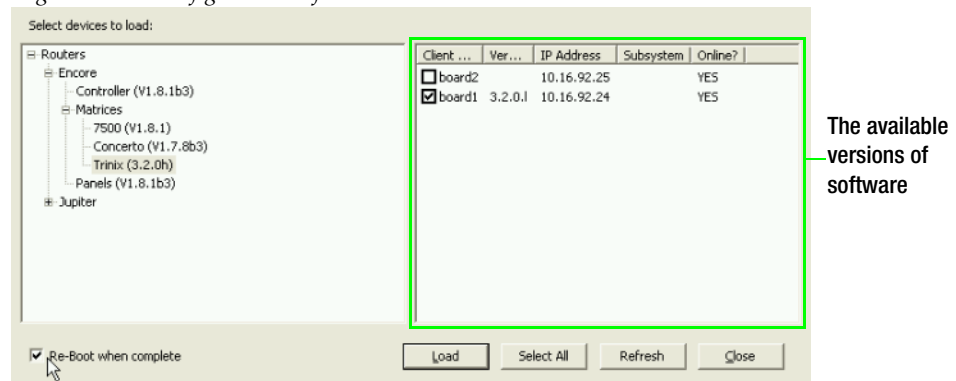 Select devices to load:
Routers
Encore
Controller (V1.8.1b3)
Matrices
7500 (V1.8.1)
Concerto (V1.7.8b3)
Trinix (3.2.0h)
Panels (V1.8.1b3)
Jupiter
Client ... Ver... IP Address Subsystem Online?
board2 10.16.92.25 YES
board1 3.2.0.l 10.16.92.24 YES
The available
versions of
software
Re-Boot when complete
Load Select All Refresh Close